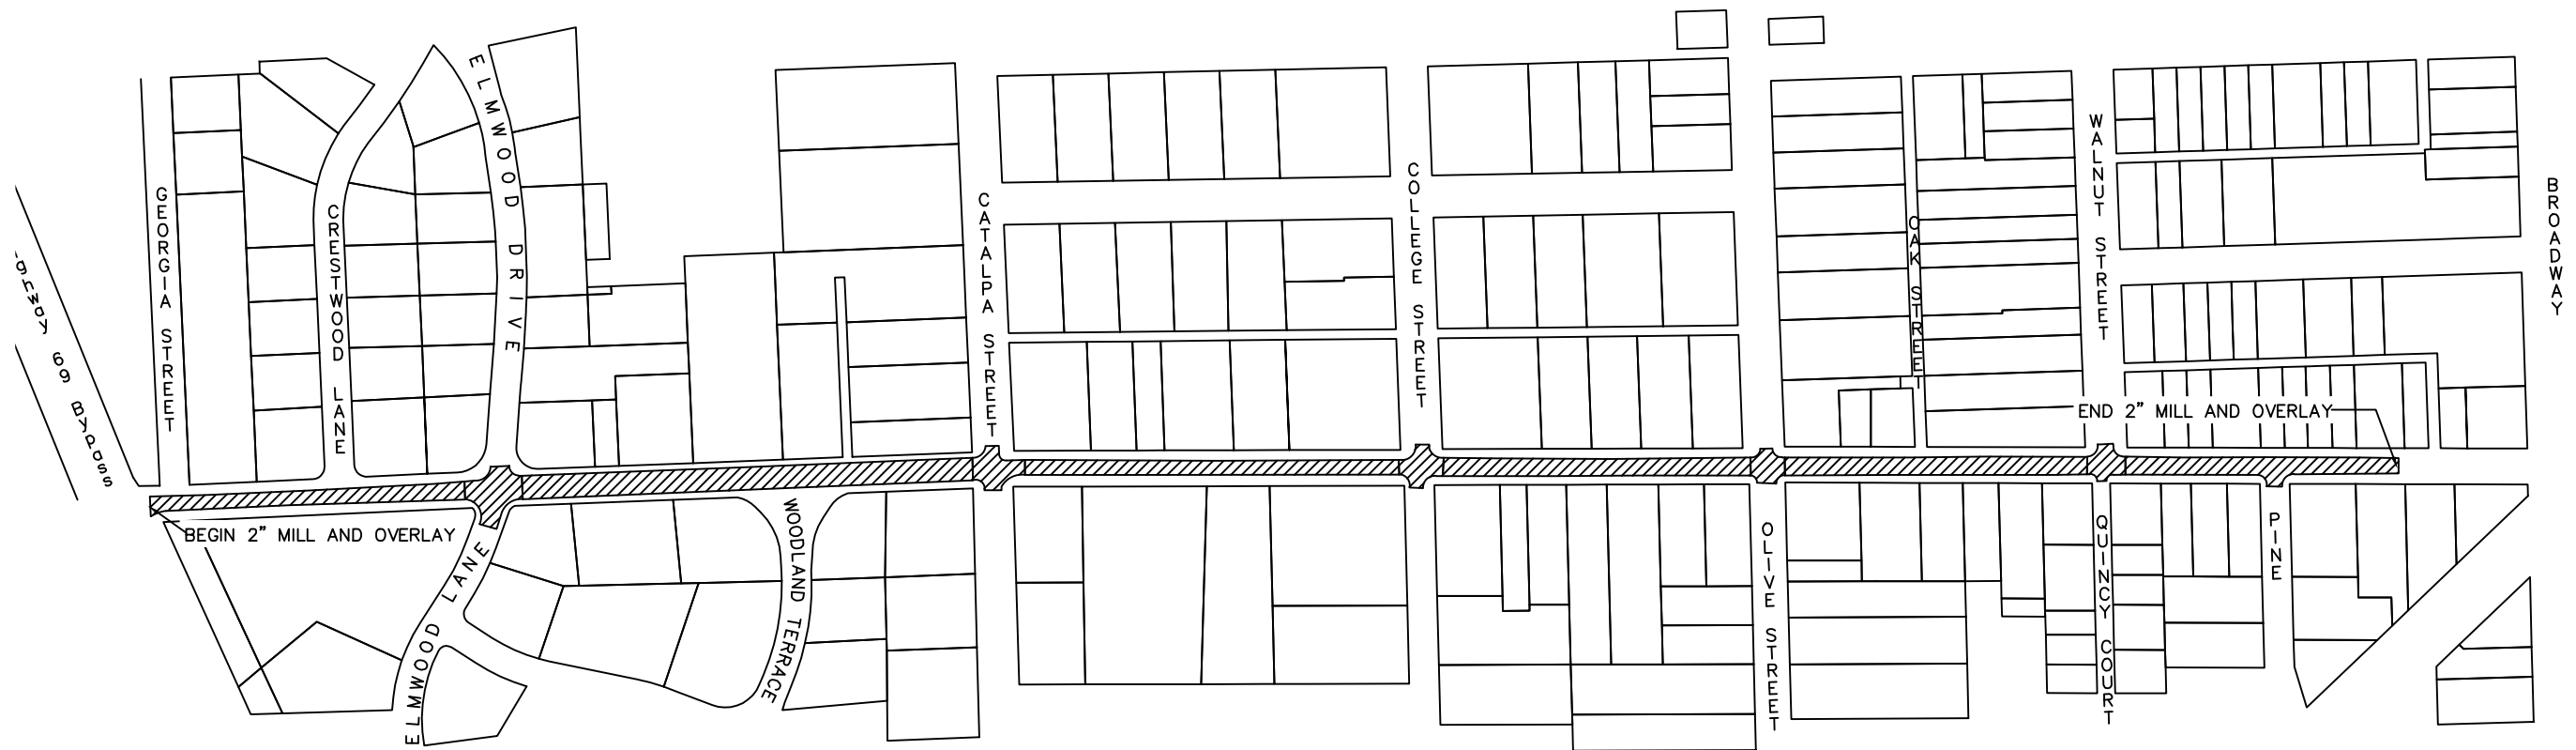 ghway 69 Bypass
GEORGIA STREET
CRESTWOOD LANE
ELMWOOD DRIVE
CATALPA STREET
COLLEGE STREET
OAK STREET
WALNUT STREET
BROADWAY
END 2” MILL AND OVERLAY
BEGIN 2” MILL AND OVERLAY
ELMWOOD LANE
WOODLAND TERRACE
OLIVE STREET
QUINCY COURT
PINE